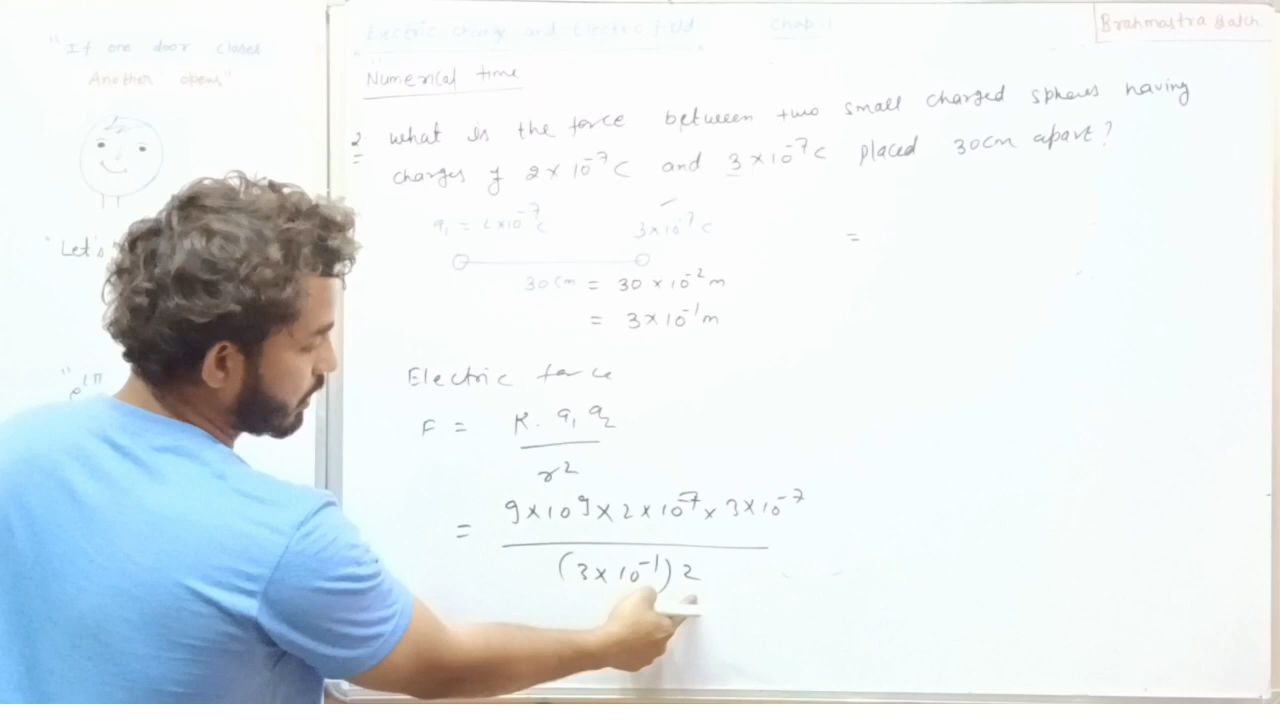 "If one door closes
Another opens"
"Let's
"e^iπ
Electric Charge and Electric field Chap 1
Brahmastra Batch
Numerical time
2 what is the force between two small charged spheres having
charges of 2×10⁻⁷C and 3×10⁻⁷C placed 30cm apart?
q₁ = 2×10⁻⁷C 3×10⁻⁷C
=
30cm = 30×10⁻²m
= 3×10⁻¹m
Electric force
F = K. q₁ q₂
r²
= 9×10⁹×2×10⁻⁷×3×10⁻⁷
(3×10⁻¹)2